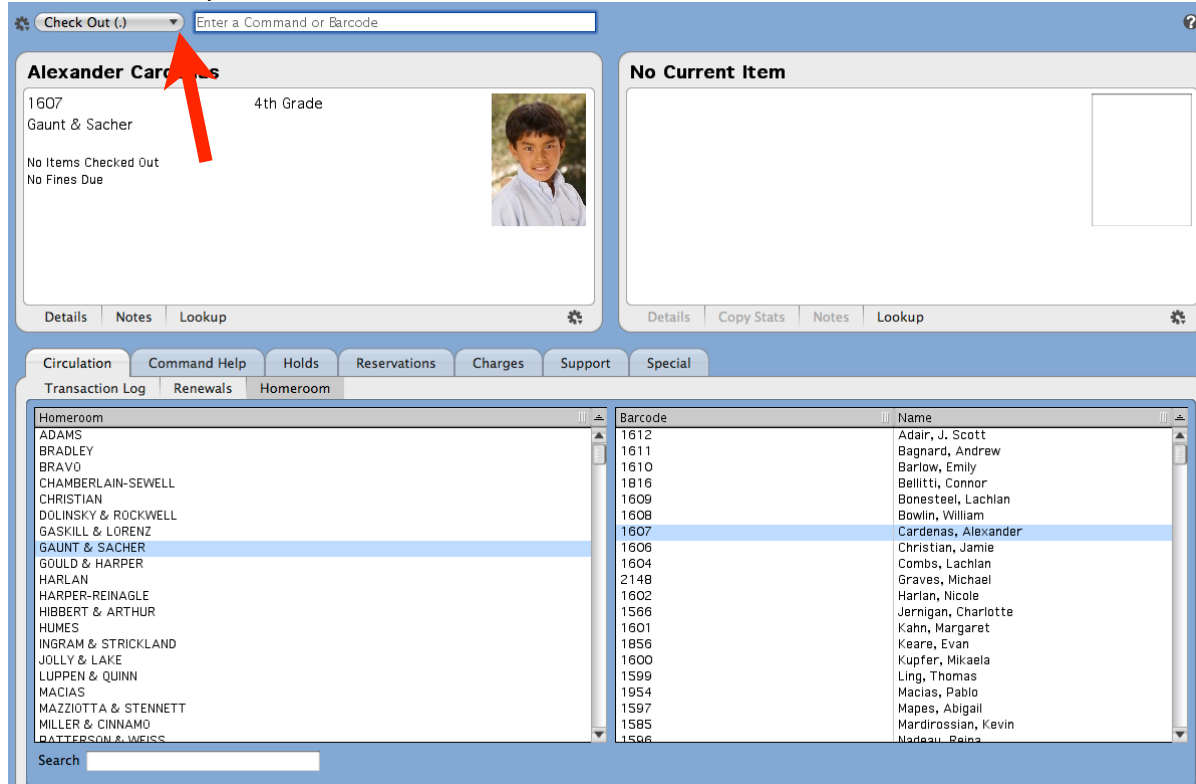 Check Out (.) Enter a Command or Barcode
Alexander Cardenas
1607 4th Grade
Gaunt & Sacher
No Items Checked Out
No Fines Due
Details Notes Lookup
No Current Item
Details Copy Stats Notes Lookup
Circulation Command Help Holds Reservations Charges Support Special
Transaction Log Renewals Homeroom
Homeroom
ADAMS
BRADLEY
BRAVO
CHAMBERLAIN-SEWELL
CHRISTIAN
DOLINSKY & ROCKWELL
GASKILL & LORENZ
GAUNT & SACHER
GOULD & HARPER
HARLAN
HARPER-REINAGLE
HIBBERT & ARTHUR
HUMES
INGRAM & STRICKLAND
JOLLY & LAKE
LUPPEN & QUINN
MACIAS
MAZZIOTTA & STENNETT
MILLER & CINNAMO
PATTERSON & WEISS
Search
Barcode Name
1612 Adair, J. Scott
1611 Bagnard, Andrew
1610 Barlow, Emily
1816 Bellitti, Connor
1609 Bonesteel, Lachlan
1608 Bowlin, William
1607 Cardenas, Alexander
1606 Christian, Jamie
1604 Combs, Lachlan
2148 Graves, Michael
1602 Harlan, Nicole
1566 Jernigan, Charlotte
1601 Kahn, Margaret
1856 Keare, Evan
1600 Kupfer, Mikaela
1599 Ling, Thomas
1954 Macias, Pablo
1597 Mapes, Abigail
1585 Mardirossian, Kevin
1596 Nadeau, Reina